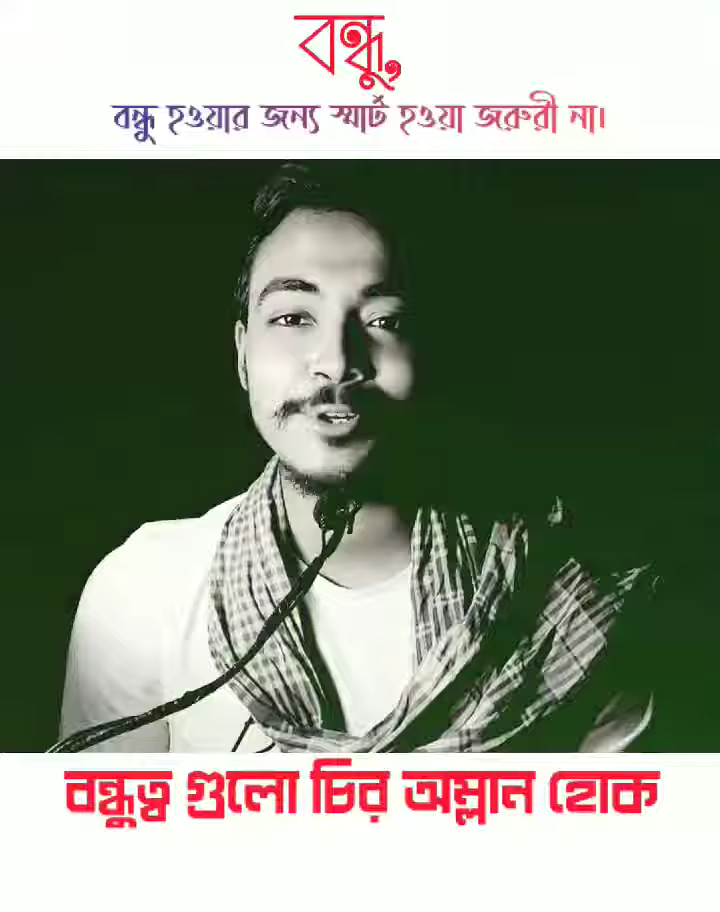 বন্ধু,
বন্ধু হওয়ার জন্য স্মার্ট হওয়া জরুরী না।
বন্ধুত্ব গুলো চির অম্লান হোক